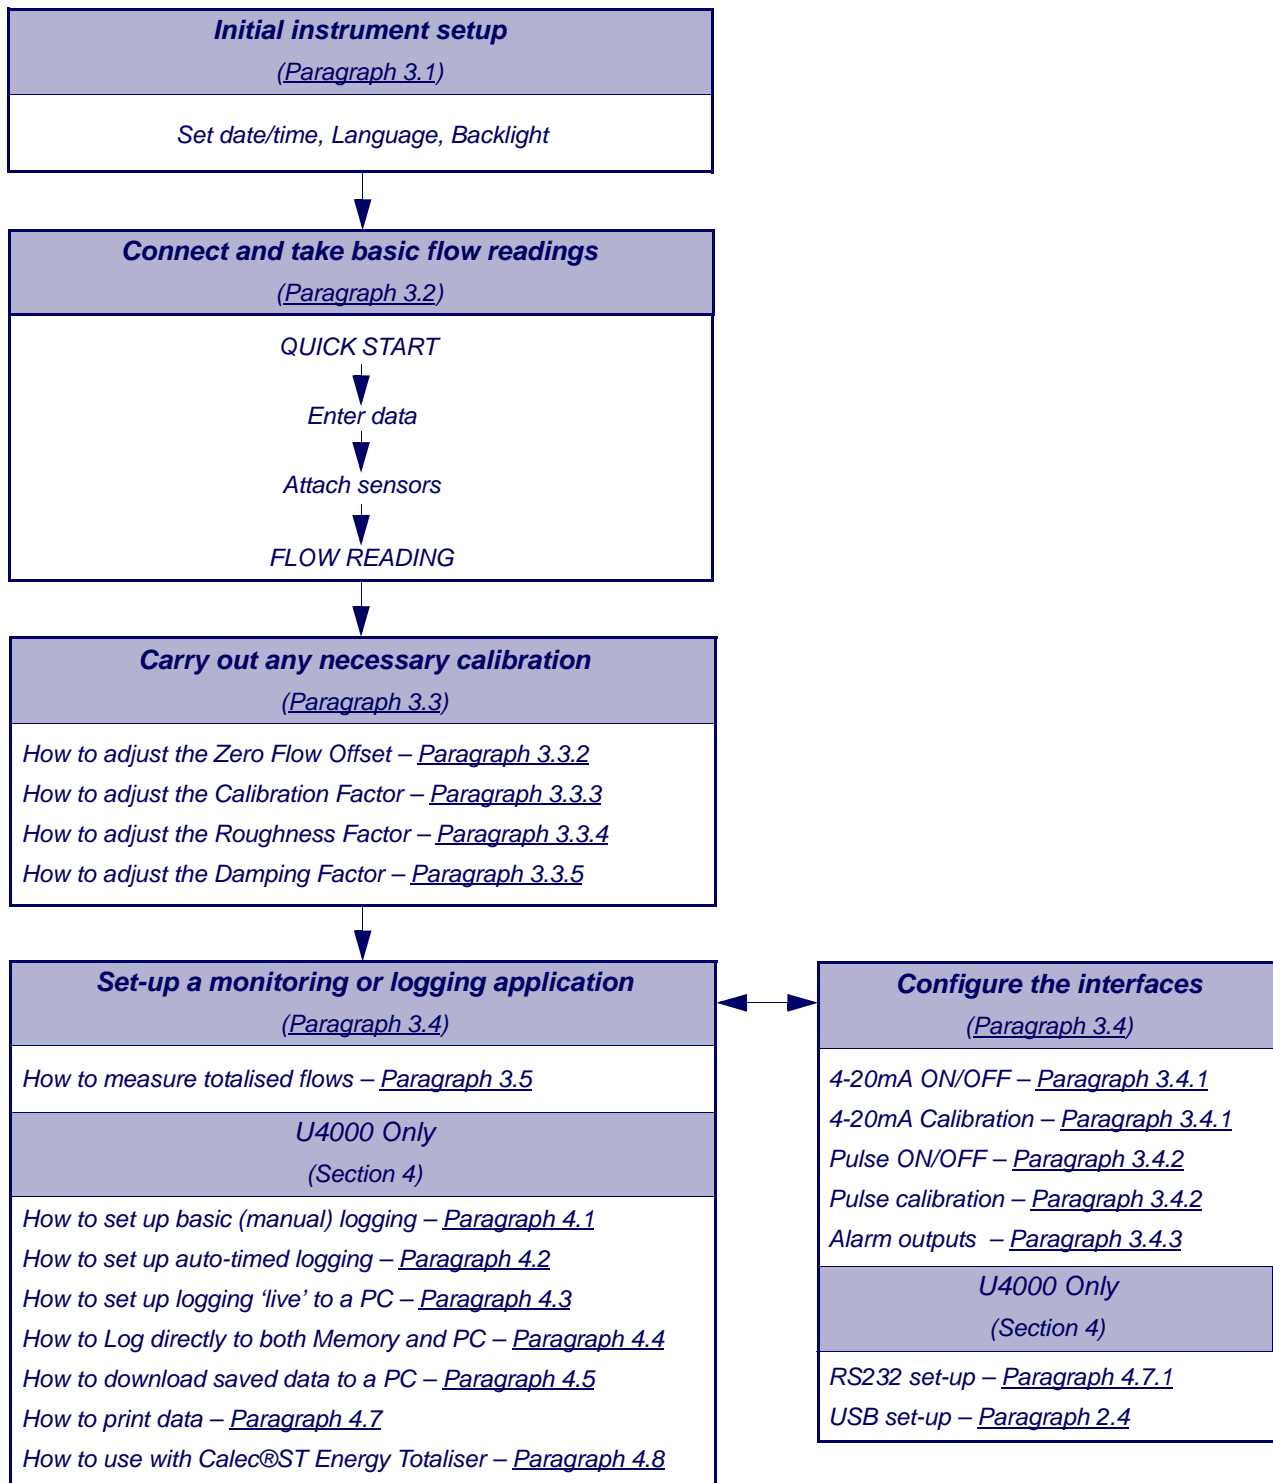 Initial instrument setup
(Paragraph 3.1)
Set date/time, Language, Backlight
Connect and take basic flow readings
(Paragraph 3.2)
QUICK START
Enter data
Attach sensors
FLOW READING
Carry out any necessary calibration
(Paragraph 3.3)
How to adjust the Zero Flow Offset – Paragraph 3.3.2
How to adjust the Calibration Factor – Paragraph 3.3.3
How to adjust the Roughness Factor – Paragraph 3.3.4
How to adjust the Damping Factor – Paragraph 3.3.5
Set-up a monitoring or logging application
(Paragraph 3.4)
How to measure totalised flows – Paragraph 3.5
U4000 Only
(Section 4)
How to set up basic (manual) logging – Paragraph 4.1
How to set up auto-timed logging – Paragraph 4.2
How to set up logging ‘live’ to a PC – Paragraph 4.3
How to Log directly to both Memory and PC – Paragraph 4.4
How to download saved data to a PC – Paragraph 4.5
How to print data – Paragraph 4.7
How to use with Calec®ST Energy Totaliser – Paragraph 4.8
Configure the interfaces
(Paragraph 3.4)
4-20mA ON/OFF – Paragraph 3.4.1
4-20mA Calibration – Paragraph 3.4.1
Pulse ON/OFF – Paragraph 3.4.2
Pulse calibration – Paragraph 3.4.2
Alarm outputs – Paragraph 3.4.3
U4000 Only
(Section 4)
RS232 set-up – Paragraph 4.7.1
USB set-up – Paragraph 2.4